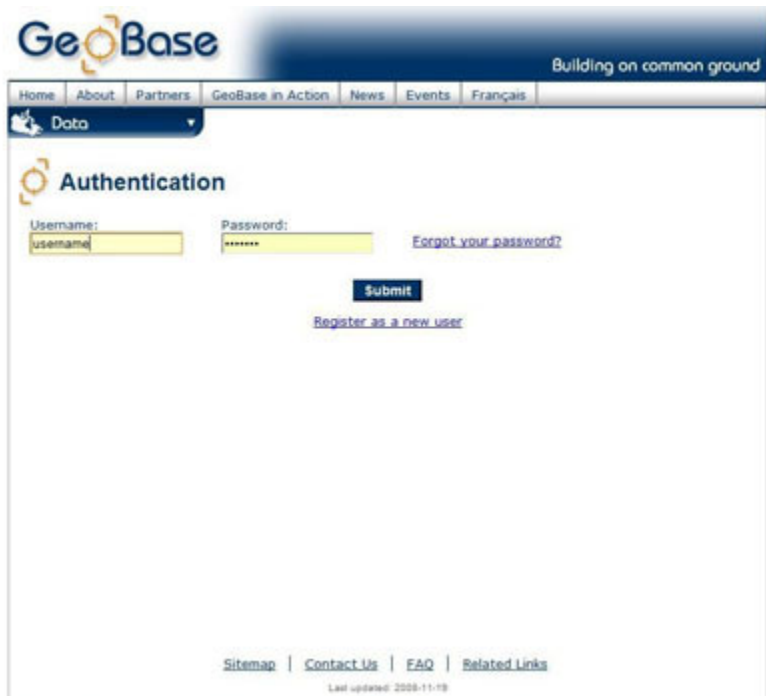 GeoBase
Building on common ground
Home About Partners GeoBase in Action News Events Français
Data
Authentication
Username: Password:
username ••••••• Forgot your password?
Submit
Register as a new user
Sitemap | Contact Us | FAQ | Related Links
Last updated: 2008-11-19